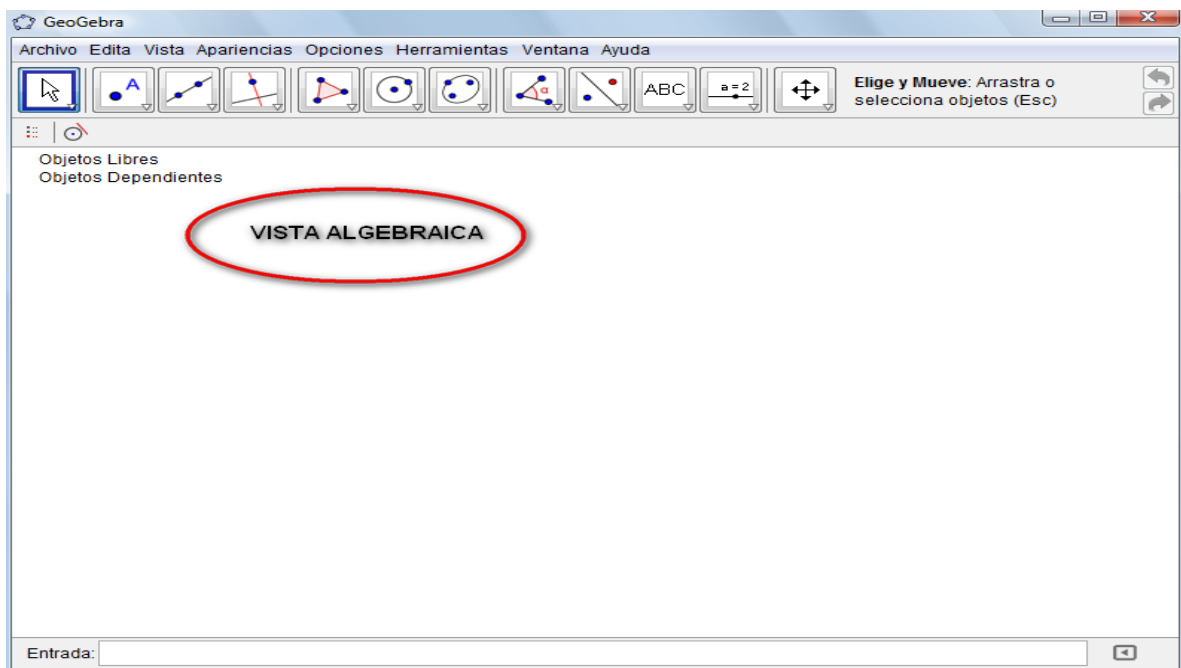 GeoGebra
Archivo Edita Vista Apariencias Opciones Herramientas Ventana Ayuda
A
α
ABC
a=2
Elige y Mueve: Arrastra o
selecciona objetos (Esc)
Objetos Libres
Objetos Dependientes
VISTA ALGEBRAICA
Entrada: